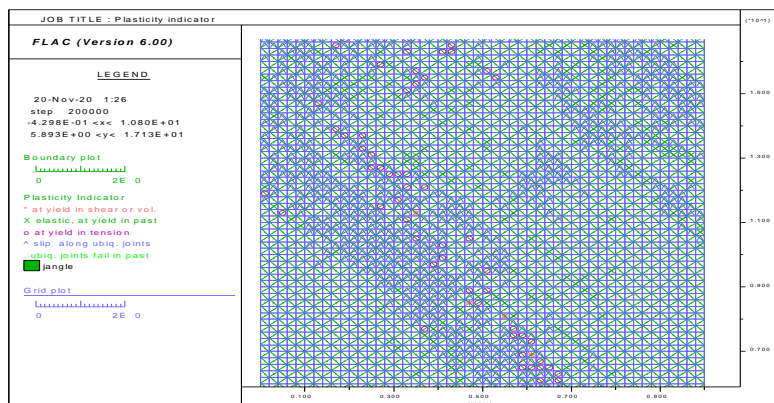 JOB TITLE : Plasticity indicator
(*10^1)
FLAC (Version 6.00)
LEGEND
20-Nov-20 1:26
step 200000
-4.298E-01 <x< 1.080E+01
5.893E+00 <y< 1.713E+01
Boundary plot
0 2E 0
Plasticity Indicator
* at yield in shear or vol.
X elastic, at yield in past
o at yield in tension
^ slip along ubiq. joints
ubiq. joints fail in past
jangle
Grid plot
0 2E 0
1.500
1.300
1.100
0.900
0.700
0.100 0.300 0.500 0.700 0.900